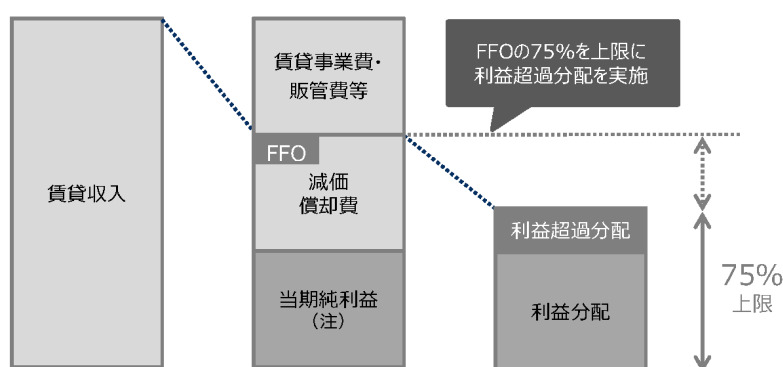 賃貸収入
賃貸事業費・
販管費等
FFO
減価
償却費
当期純利益
（注）
FFOの75%を上限に
利益超過分配を実施
利益超過分配
利益分配
75%
上限